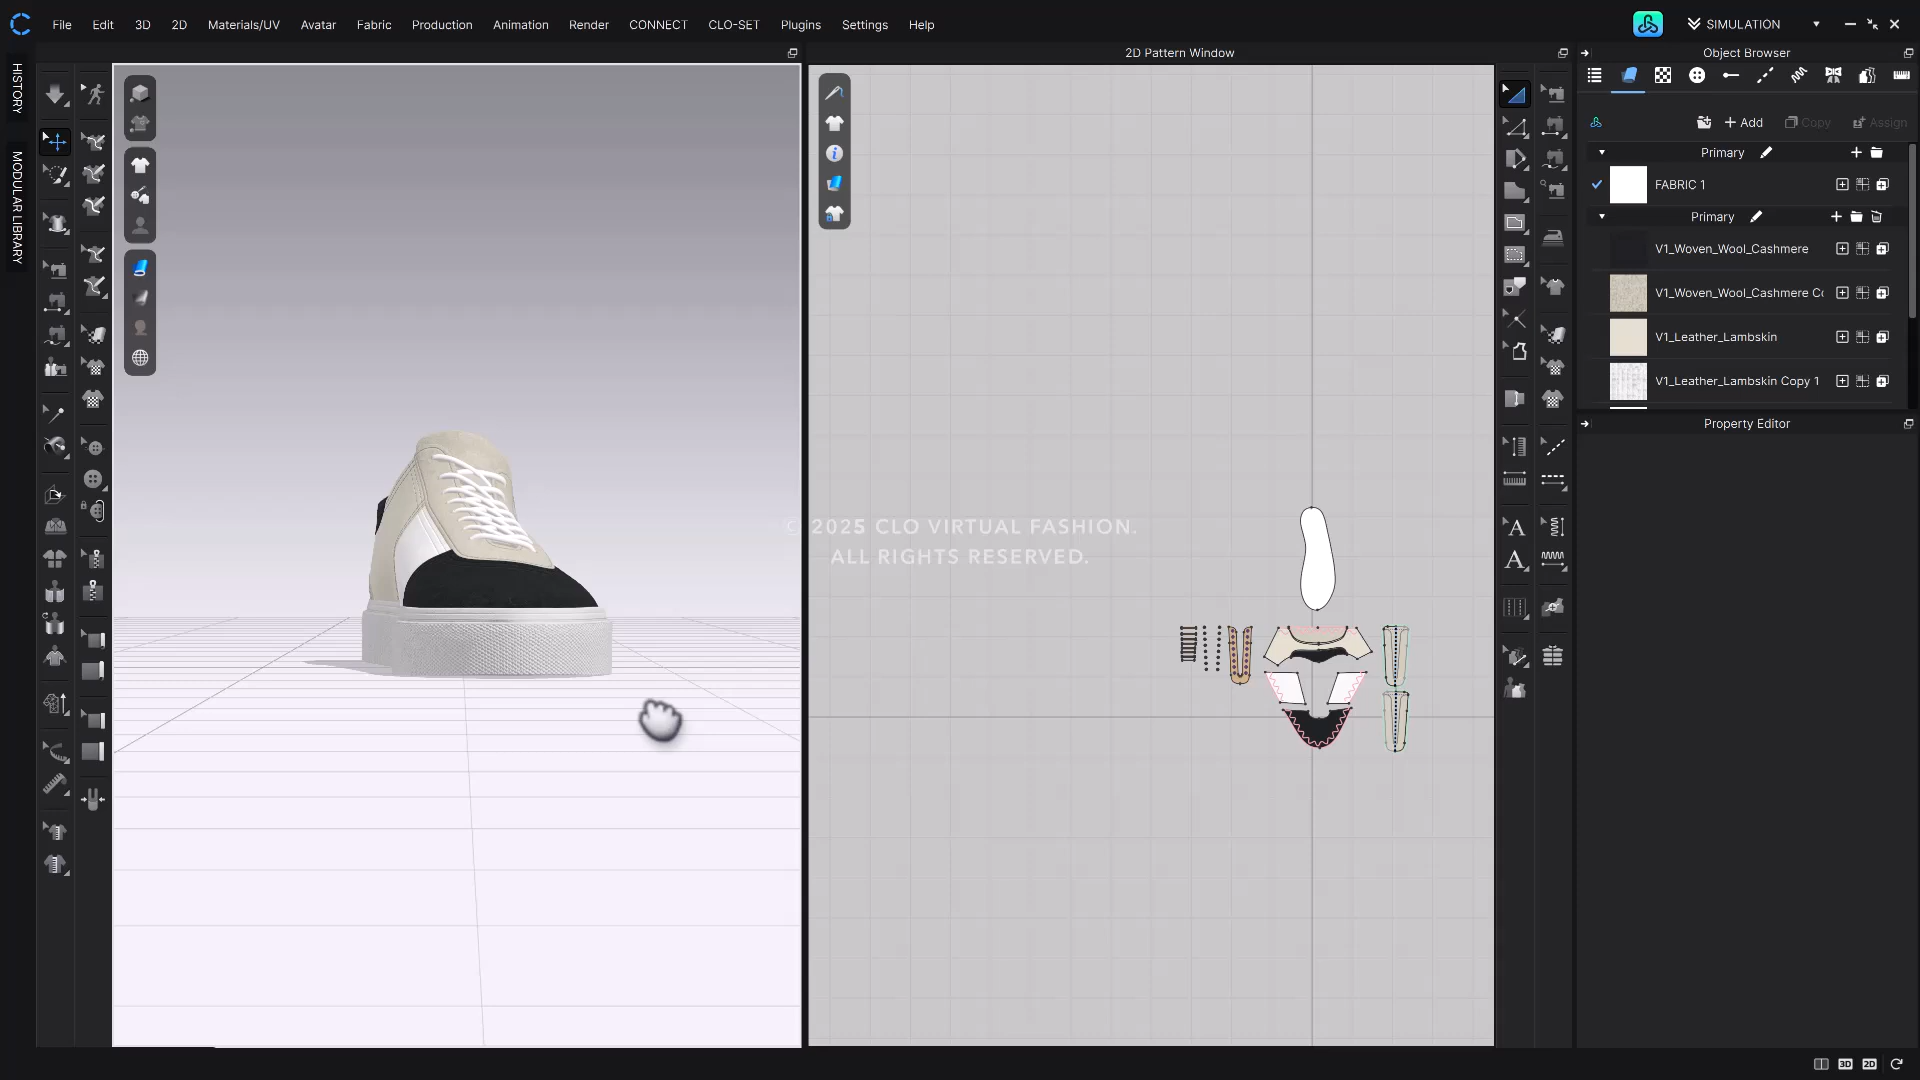 File Edit 3D 2D Materials/UV Avatar Fabric Production Animation Render CONNECT CLO-SET Plugins Settings Help
SIMULATION
2D Pattern Window
Object Browser
HISTORY
MODULAR LIBRARY
+ Add Copy Assign
Primary
FABRIC 1
Primary
V1_Woven_Wool_Cashmere
V1_Woven_Wool_Cashmere Co
V1_Leather_Lambskin
V1_Leather_Lambskin Copy 1
Property Editor
© 2025 CLO VIRTUAL FASHION.
ALL RIGHTS RESERVED.
A
A
3D 2D